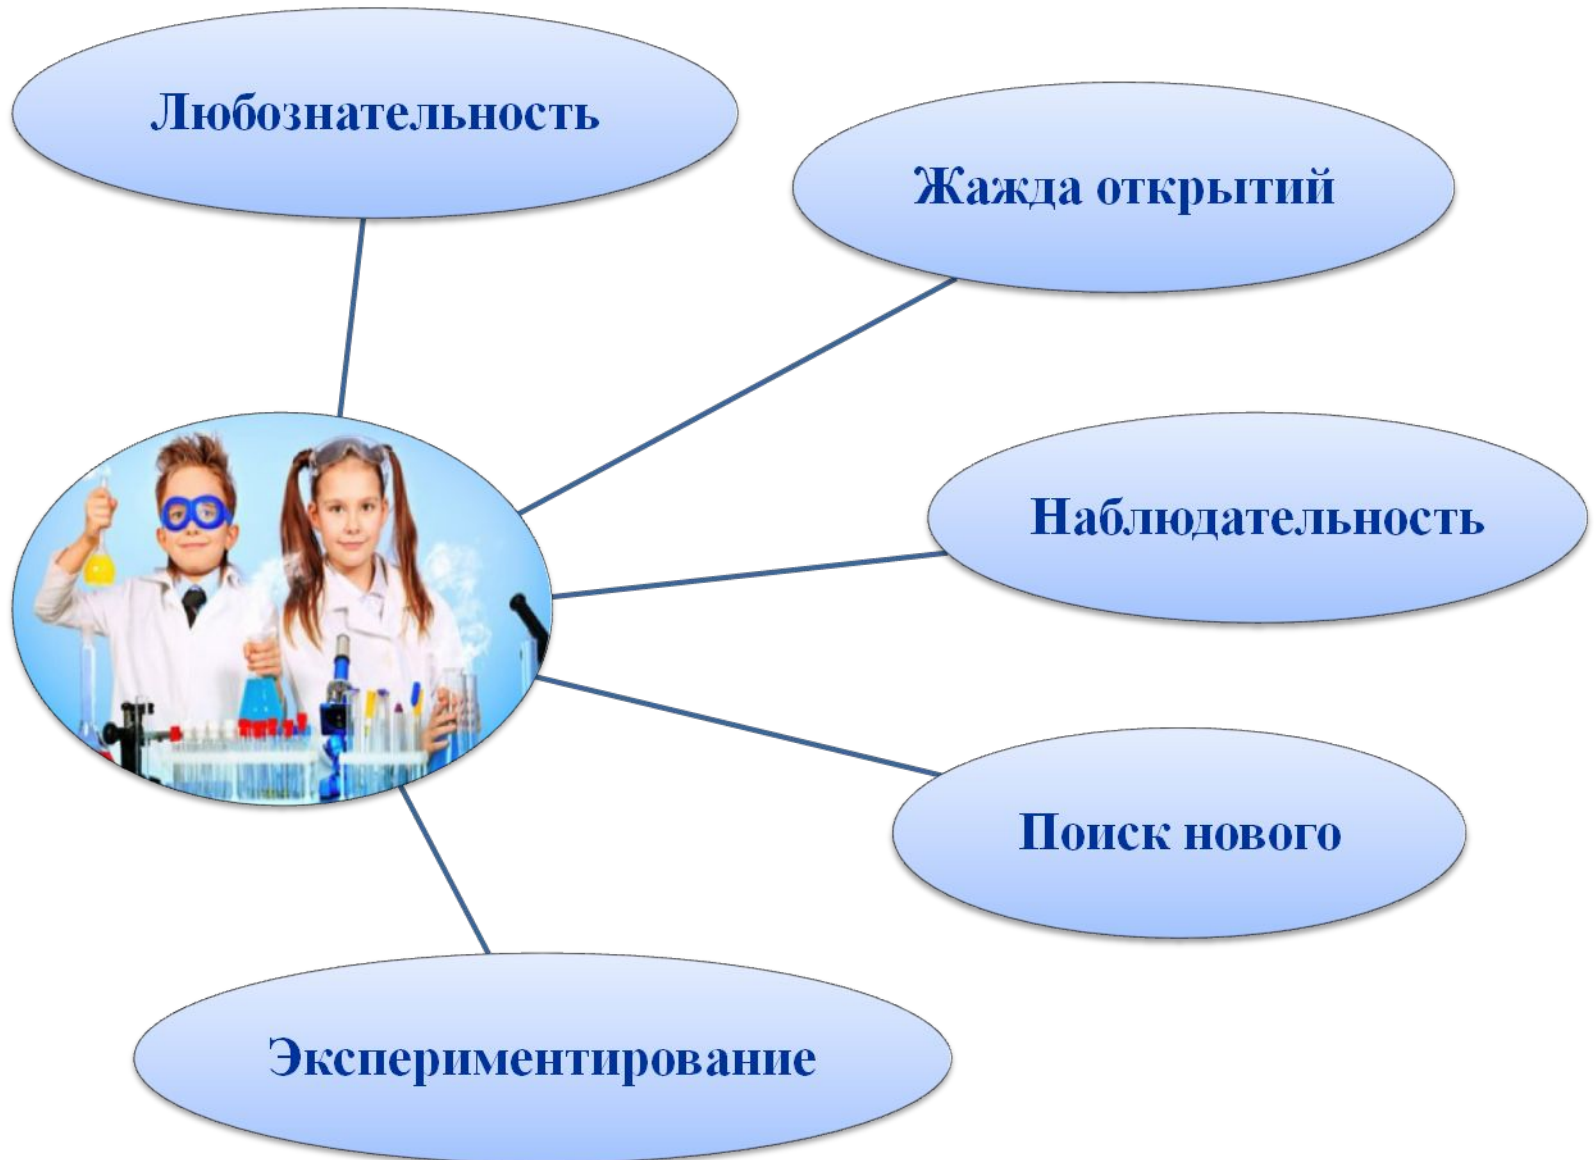 Любознательность
Жажда открытий
Наблюдательность
Поиск нового
Экспериментирование